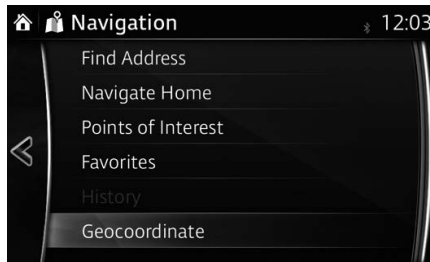 Navigation 12:03
Find Address
Navigate Home
Points of Interest
Favorites
History
Geocoordinate